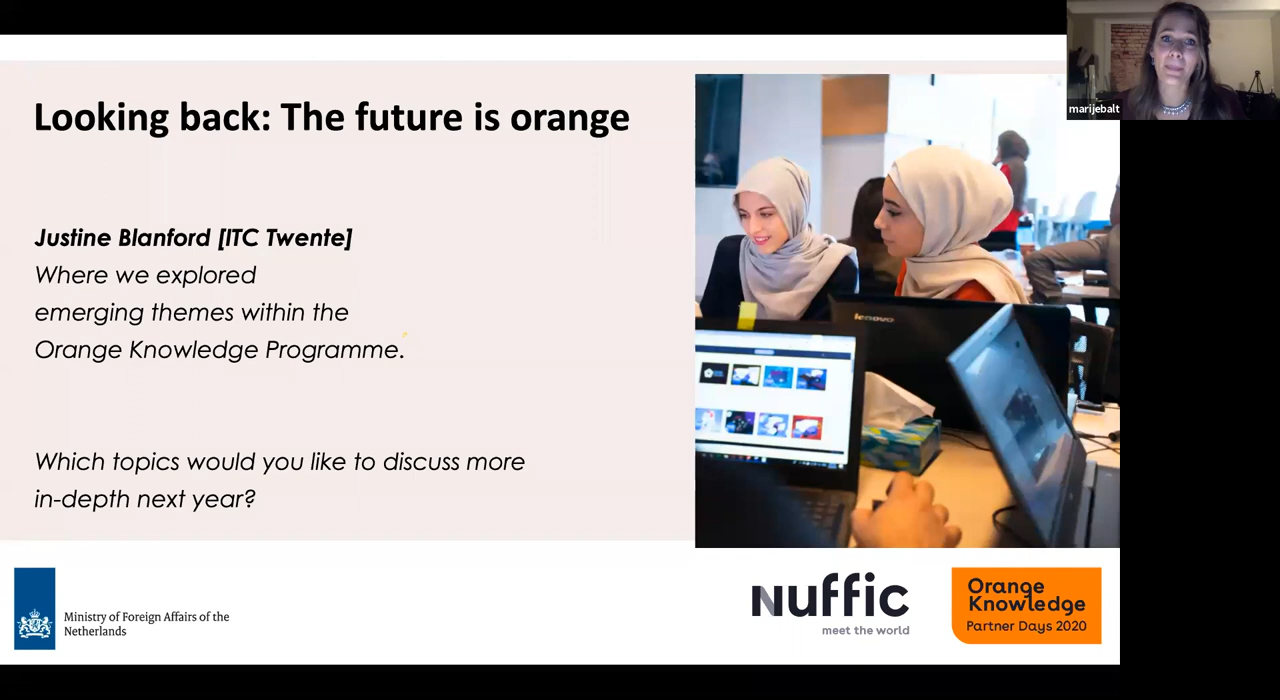 marijebalt
Looking back: The future is orange
Justine Blanford [ITC Twente]
Where we explored
emerging themes within the
Orange Knowledge Programme.
Which topics would you like to discuss more
in-depth next year?
lenovo
Ministry of Foreign Affairs of the
Netherlands
nuffic
meet the world
Orange
Knowledge
Partner Days 2020